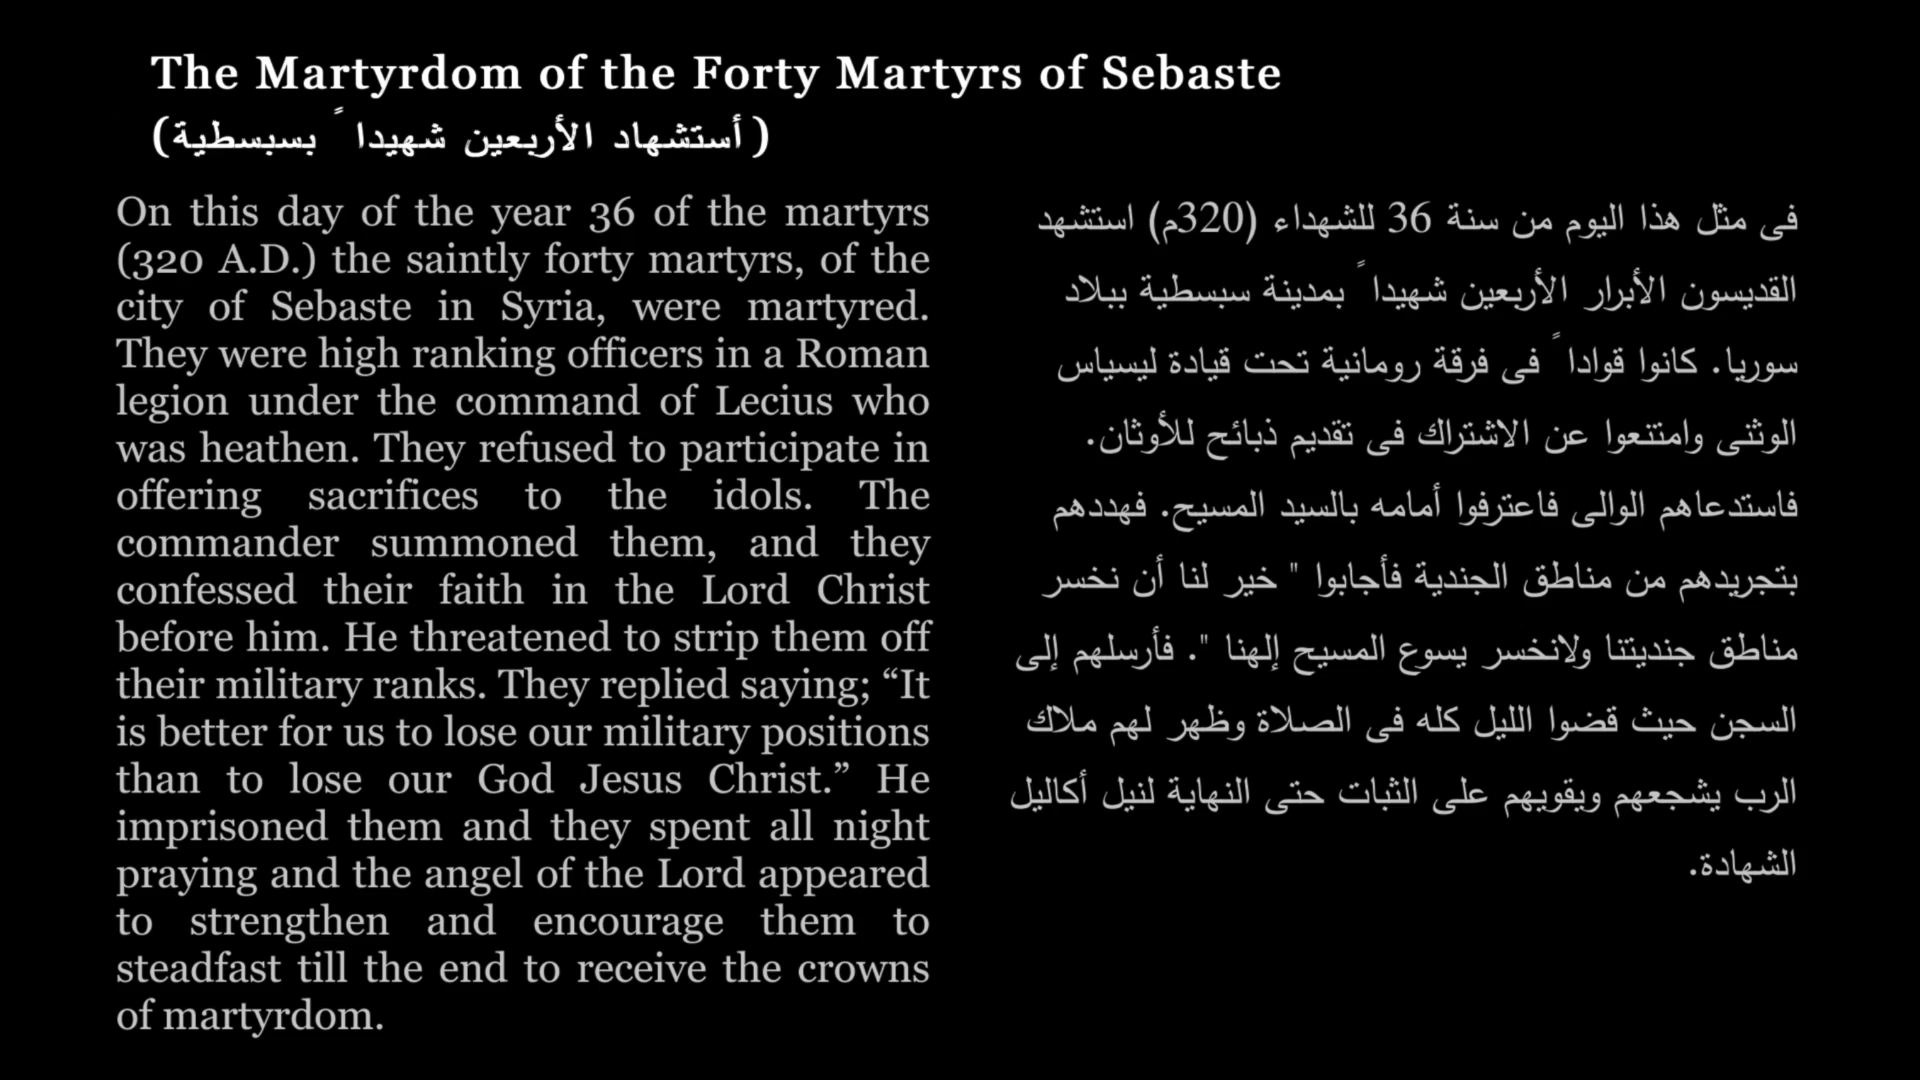 The Martyrdom of the Forty Martyrs of Sebaste
(أستشهاد الأربعين شهيدا ً بسبسطية)
On this day of the year 36 of the martyrs
(320 A.D.) the saintly forty martyrs, of the
city of Sebaste in Syria, were martyred.
They were high ranking officers in a Roman
legion under the command of Lecius who
was heathen. They refused to participate in
offering sacrifices to the idols. The
commander summoned them, and they
confessed their faith in the Lord Christ
before him. He threatened to strip them off
their military ranks. They replied saying; “It
is better for us to lose our military positions
than to lose our God Jesus Christ.” He
imprisoned them and they spent all night
praying and the angel of the Lord appeared
to strengthen and encourage them to
steadfast till the end to receive the crowns
of martyrdom.
فى مثل هذا اليوم من سنة 36 للشهداء (320م) استشهد
القديسون الأبرار الأربعين شهيدا ً بمدينة سبسطية ببلاد
سوريا. كانوا قوادا ً فى فرقة رومانية تحت قيادة ليسياس
الوثنى وامتنعوا عن الاشتراك فى تقديم ذبائح للأوثان.
فاستدعاهم الوالى فاعترفوا أمامه بالسيد المسيح. فهددهم
بتجريدهم من مناطق الجندية فأجابوا " خير لنا أن نخسر
مناطق جنديتنا ولانخسر يسوع المسيح إلهنا ". فأرسلهم إلى
السجن حيث قضوا الليل كله فى الصلاة وظهر لهم ملاك
الرب يشجعهم ويقويهم على الثبات حتى النهاية لنيل أكاليل
الشهادة.